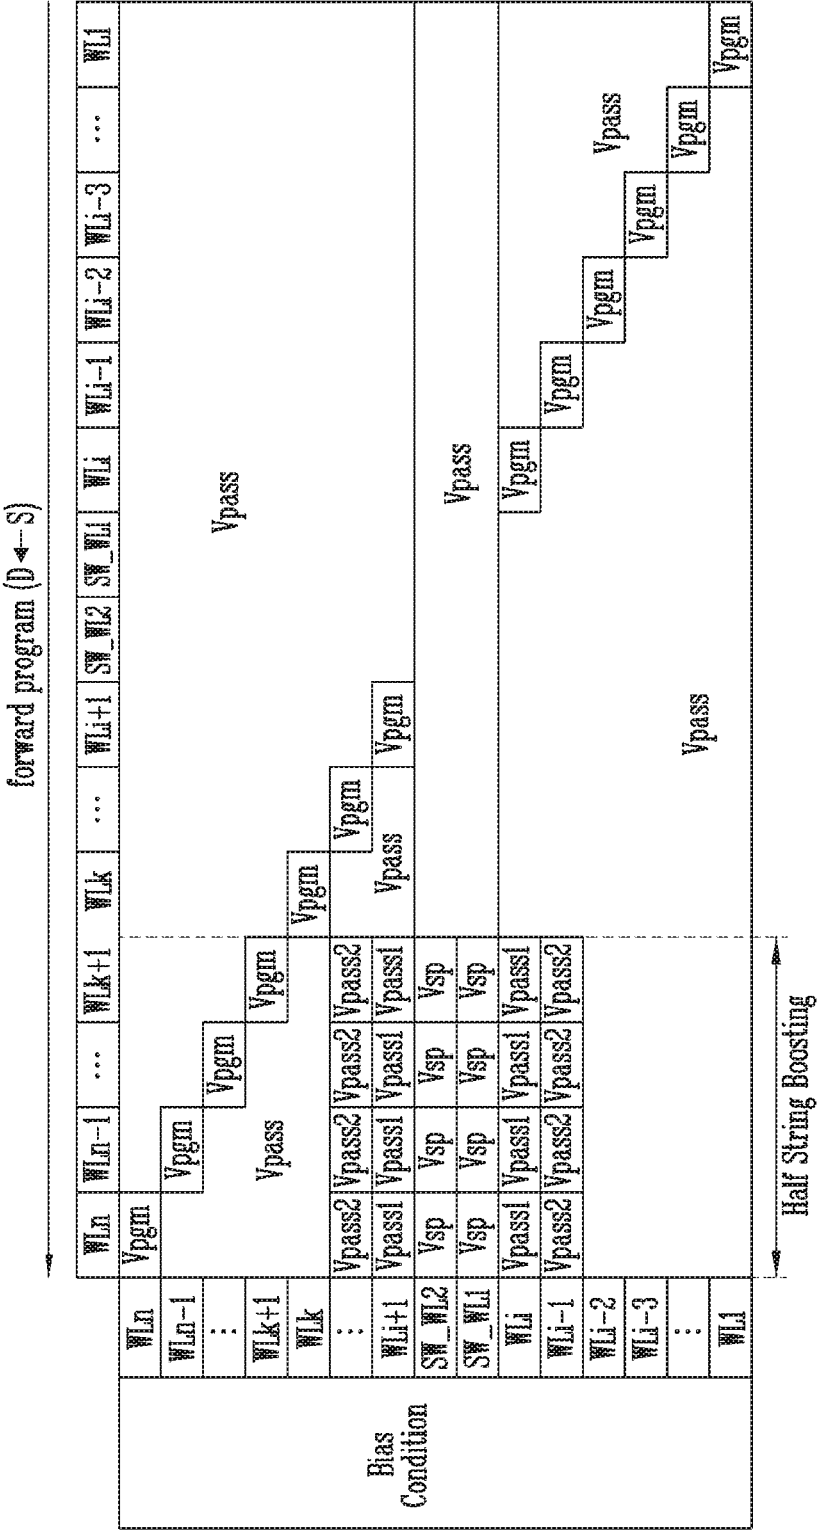 forward program (D ◄--- S)
WLn WLn-1 ... WLk+1 WLk ... WLi+1 SW_WL2 SW_WL1 WLi WLi-1 WLi-2 WLi-3 ... WL1
Bias
Condition
WLn Vpgm
WLn-1 Vpgm
⋮ Vpgm Vpass
WLk+1 Vpass Vpgm
WLk Vpgm
⋮ Vpass2 Vpass2 Vpass2 Vpass2 Vpgm
WLi+1 Vpass1 Vpass1 Vpass1 Vpass1 Vpass Vpgm
SW_WL2 Vsp Vsp Vsp Vsp
Vpass
SW_WL1 Vsp Vsp Vsp Vsp
WLi Vpass1 Vpass1 Vpass1 Vpass1 Vpgm
WLi-1 Vpass2 Vpass2 Vpass2 Vpass2 Vpgm
WLi-2 Vpgm Vpass
WLi-3 Vpgm
⋮ Vpass Vpgm
WL1 Vpgm
Half String Boosting